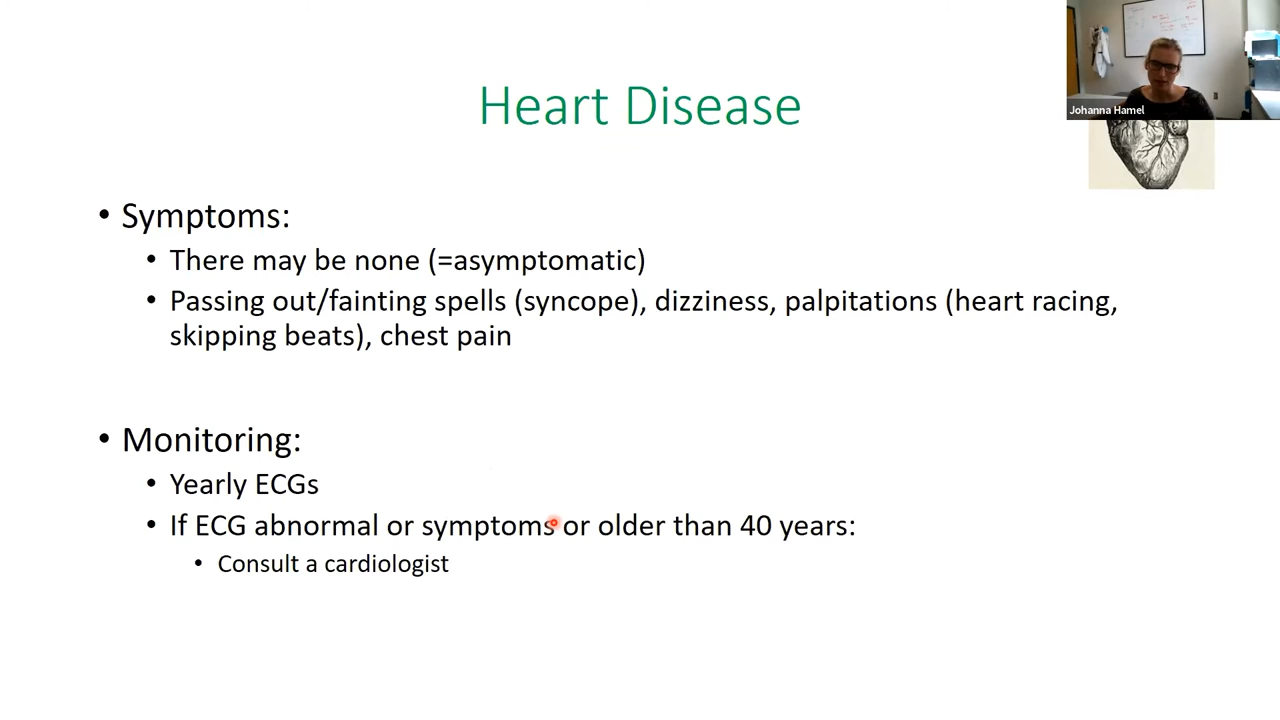 Johanna Hamel
Heart Disease
• Symptoms:
• There may be none (=asymptomatic)
• Passing out/fainting spells (syncope), dizziness, palpitations (heart racing,
skipping beats), chest pain
• Monitoring:
• Yearly ECGs
• If ECG abnormal or symptoms or older than 40 years:
• Consult a cardiologist